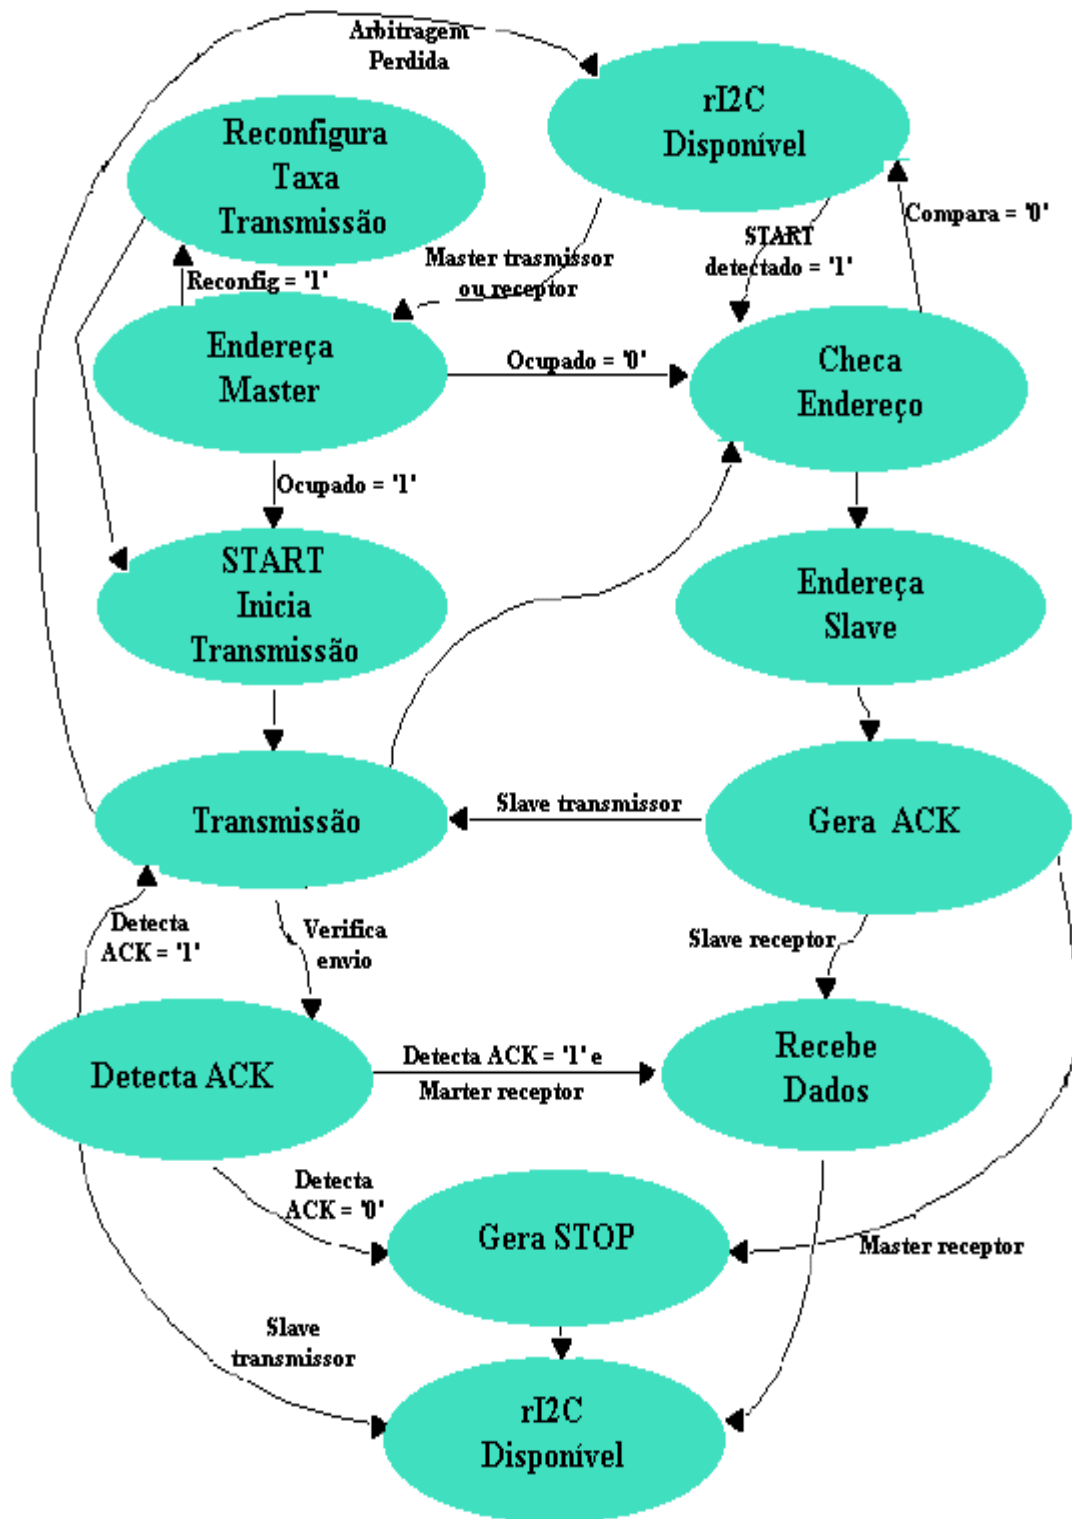 Arbitragem
Perdida
rI2C
Disponível
Reconfigura
Taxa
Transmissão
Compara = '0'
START
detectado = '1'
Master trasmissor
ou receptor
Reconfig = '1'
Endereça
Master
Ocupado = '0'
Checa
Endereço
Ocupado = '1'
START
Inicia
Transmissão
Endereça
Slave
Transmissão
Slave transmissor
Gera ACK
Detecta
ACK = '1'
Verifica
envio
Slave receptor
Detecta ACK
Detecta ACK = '1' e
Marter receptor
Recebe
Dados
Detecta
ACK = '0'
Gera STOP
Master receptor
Slave
transmissor
rI2C
Disponível